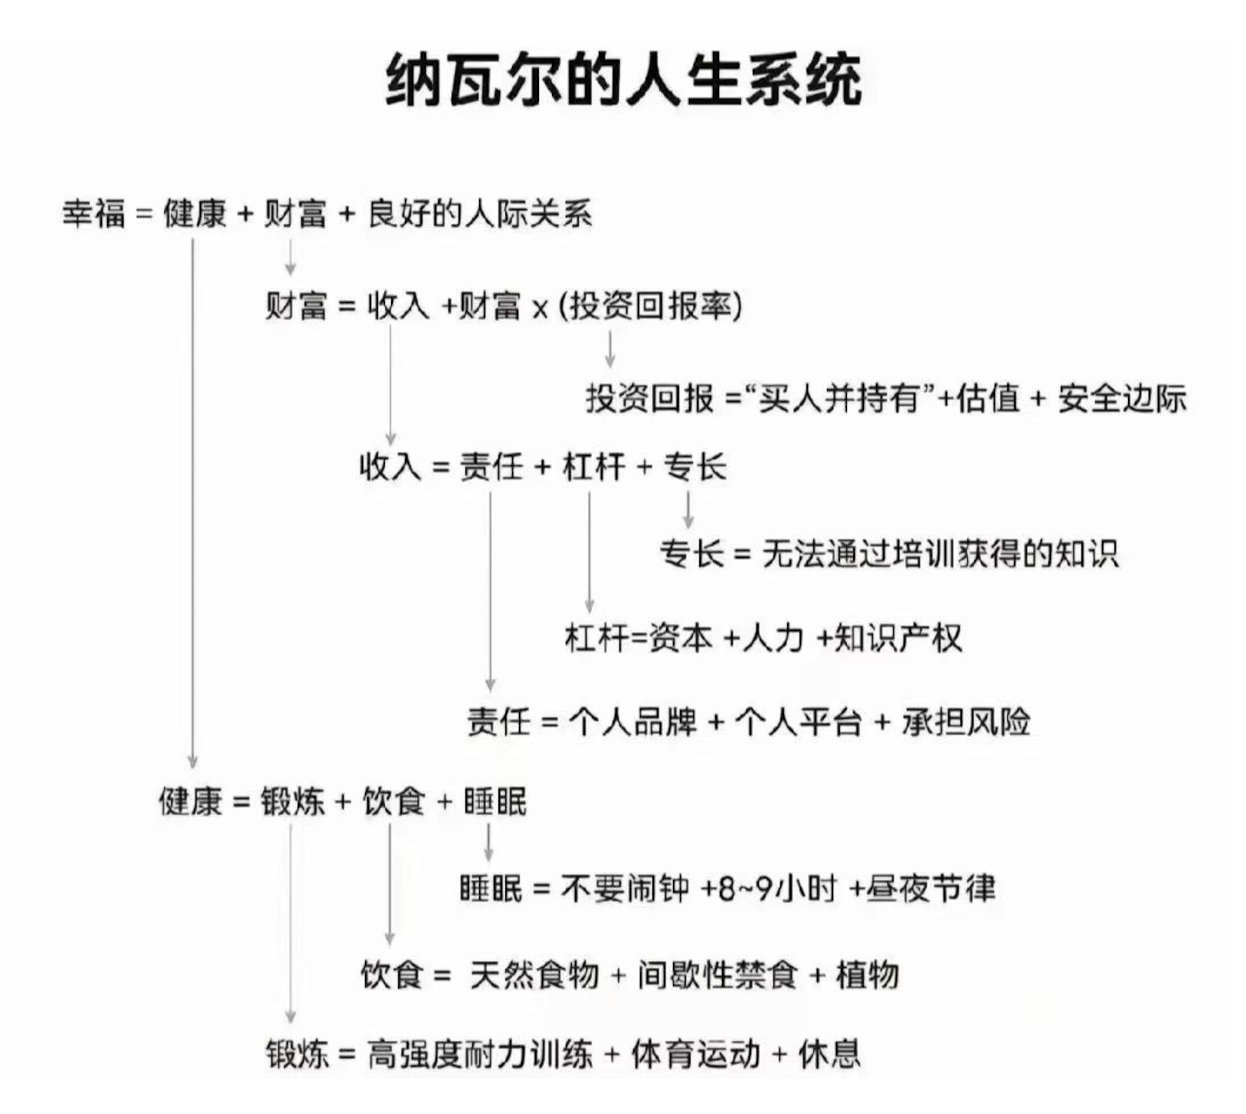 纳瓦尔的人生系统
幸福 = 健康 + 财富 + 良好的人际关系
财富 = 收入 +财富 x (投资回报率)
投资回报 =“买人并持有”+估值 + 安全边际
收入 = 责任 + 杠杆 + 专长
专长 = 无法通过培训获得的知识
杠杆=资本 +人力 +知识产权
责任 = 个人品牌 + 个人平台 + 承担风险
健康 = 锻炼 + 饮食 + 睡眠
睡眠 = 不要闹钟 +8~9小时 +昼夜节律
饮食 = 天然食物 + 间歇性禁食 + 植物
锻炼 = 高强度耐力训练 + 体育运动 + 休息